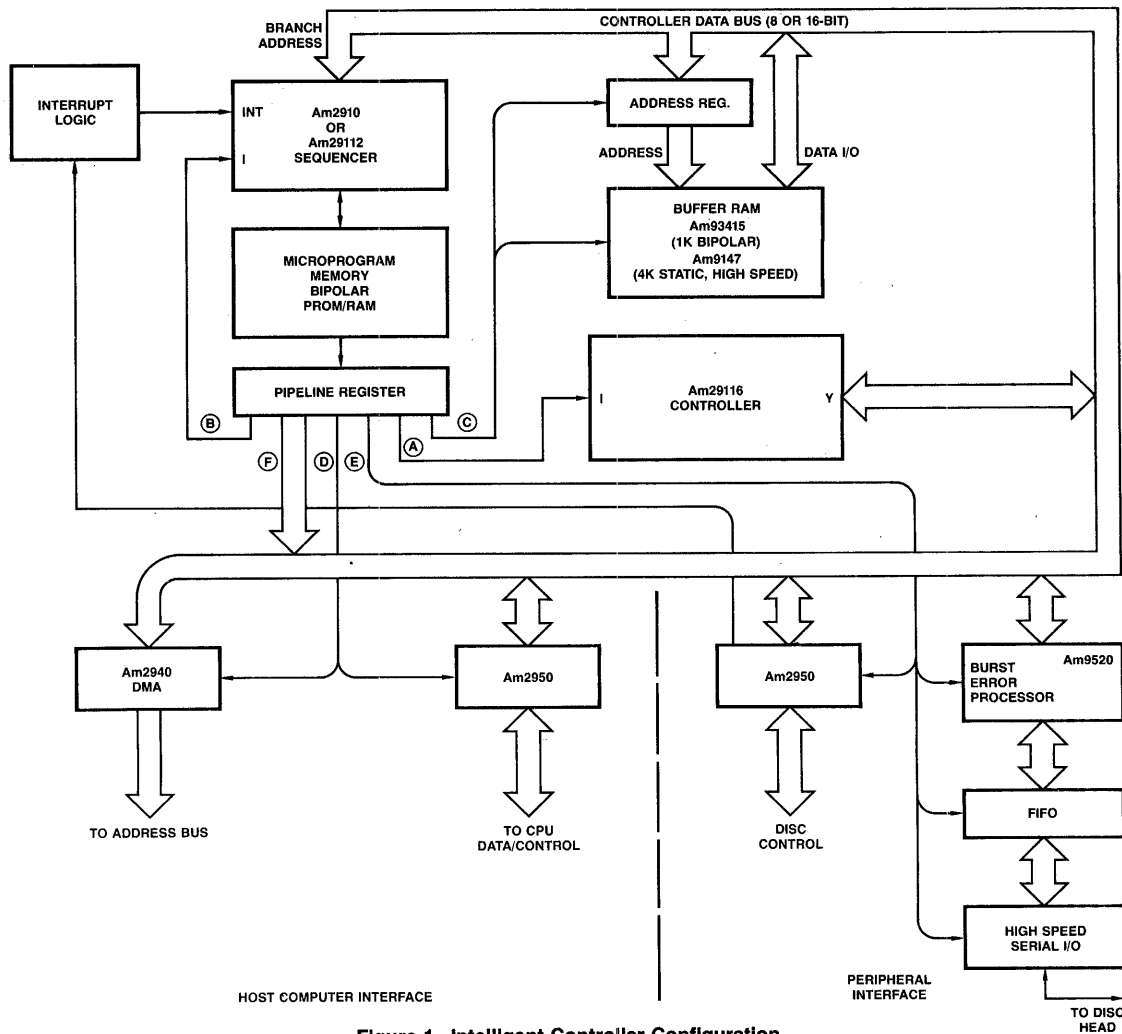 CONTROLLER DATA BUS (8 OR 16-BIT)
BRANCH
ADDRESS
INTERRUPT
LOGIC
INT
I
Am2910
OR
Am29112
SEQUENCER
ADDRESS REG.
ADDRESS
DATA I/O
BUFFER RAM
Am93415
(1K BIPOLAR)
Am9147
(4K STATIC, HIGH SPEED)
MICROPROGRAM
MEMORY
BIPOLAR
PROM/RAM
PIPELINE REGISTER
I
Am29116
CONTROLLER
Y
B
F
D
E
A
C
Am2940
DMA
Am2950
Am2950
Am9520
BURST
ERROR
PROCESSOR
FIFO
HIGH SPEED
SERIAL I/O
TO ADDRESS BUS
TO CPU
DATA/CONTROL
DISC
CONTROL
HOST COMPUTER INTERFACE
PERIPHERAL
INTERFACE
TO DISC
HEAD
Figure 1. Intelligent Controller Configuration